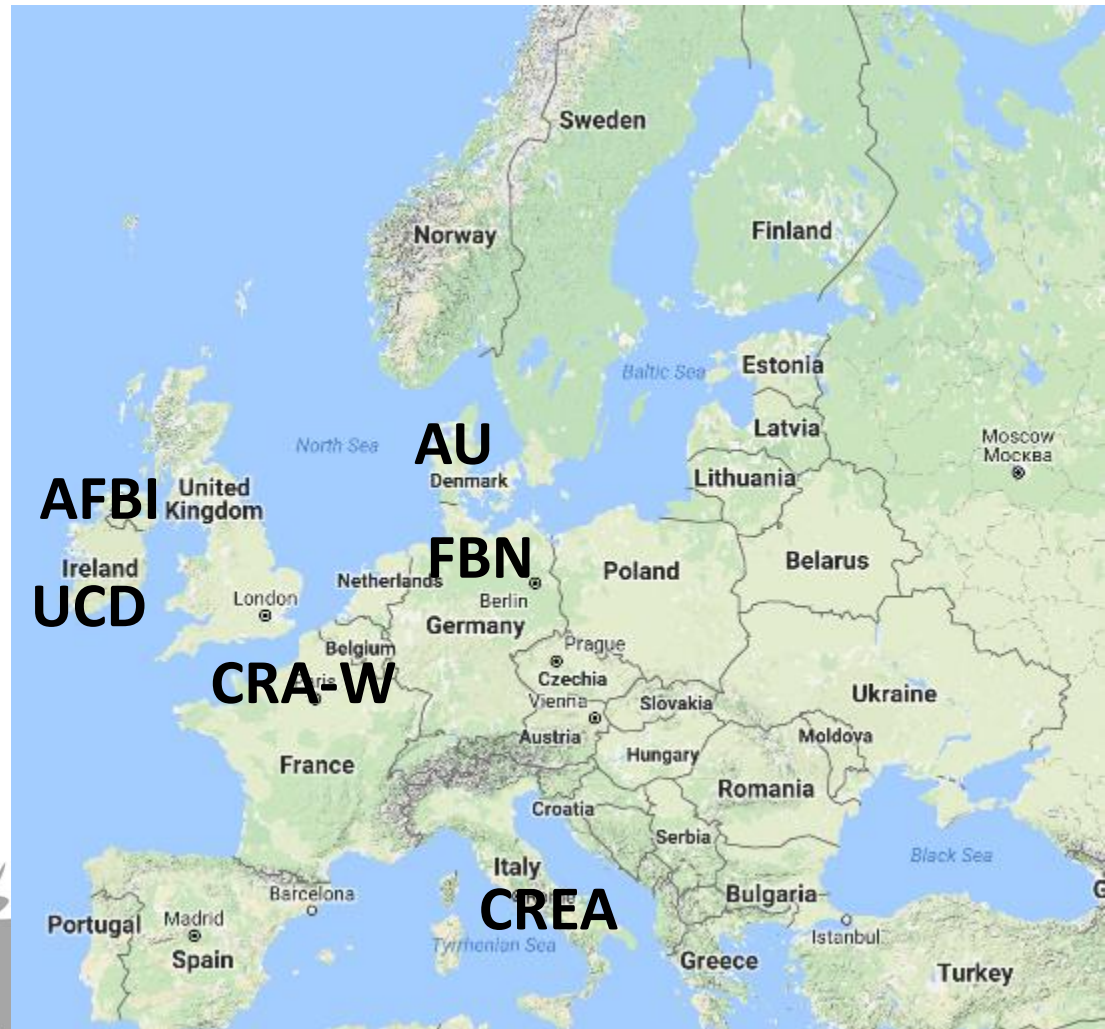 Sweden
Finland
Norway
Estonia
Baltic Sea
Latvia
Moscow
Москва
North Sea
AU
Denmark
Lithuania
AFBI
United
Kingdom
Belarus
Ireland
UCD
London
Netherlands
FBN
Berlin
Poland
Germany
Belgium
Prague
Czechia
CRA-W
Paris
Vienna
Slovakia
Ukraine
Austria
Hungary
Moldova
France
Romania
Croatia
Serbia
Black Sea
Italy
Barcelona
CREA
Bulgaria
G
Portugal
Madrid
Spain
Tyrrhenian Sea
Istanbul
Greece
Turkey